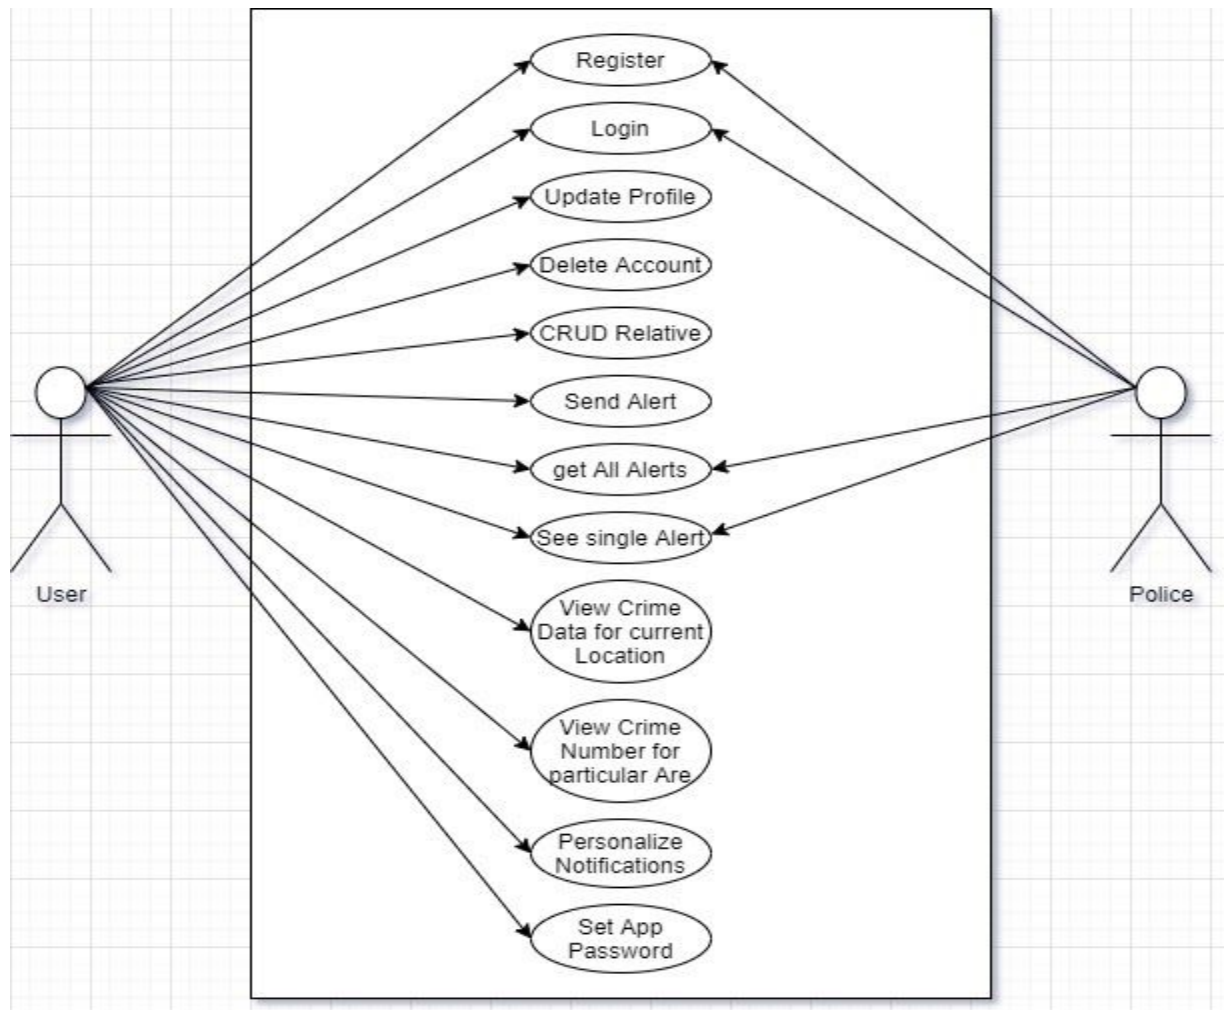 Register
Login
Update Profile
Delete Account
CRUD Relative
Send Alert
get All Alerts
See single Alert
User
Police
View Crime
Data for current
Location
View Crime
Number for
particular Are
Personalize
Notifications
Set App
Password